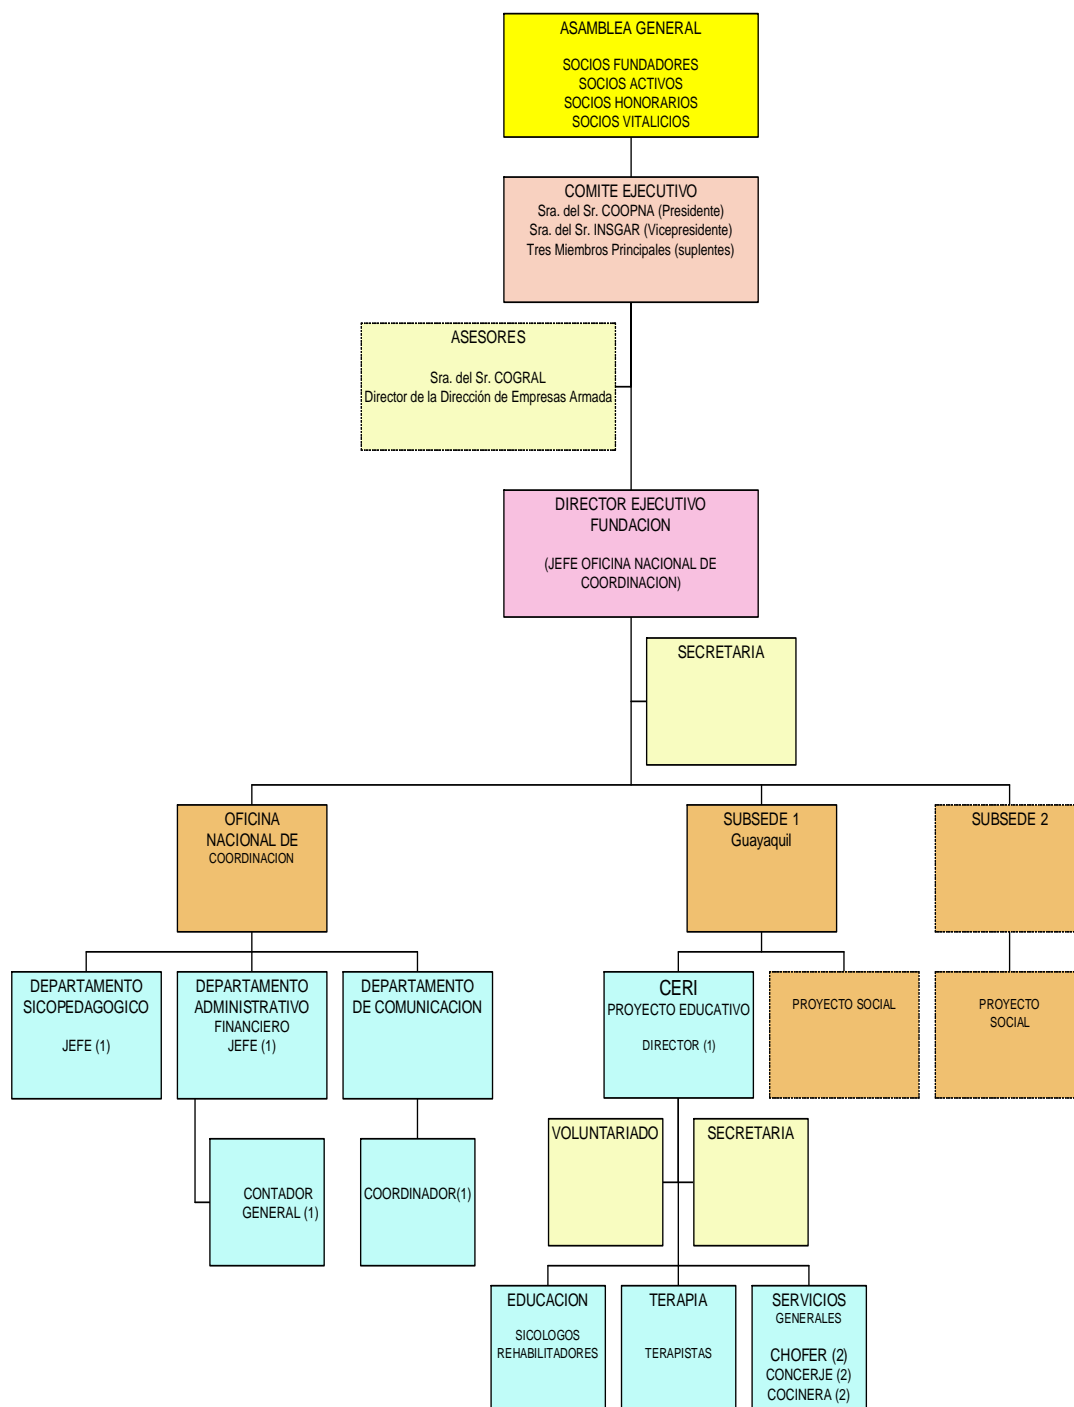 ASAMBLEA GENERAL
SOCIOS FUNDADORES
SOCIOS ACTIVOS
SOCIOS HONORARIOS
SOCIOS VITALICIOS
COMITE EJECUTIVO
Sra. del Sr. COOPNA (Presidente)
Sra. del Sr. INSGAR (Vicepresidente)
Tres Miembros Principales (suplentes)
ASESORES
Sra. del Sr. COGRAL
Director de la Dirección de Empresas Armada
DIRECTOR EJECUTIVO
FUNDACION
(JEFE OFICINA NACIONAL DE
COORDINACION)
SECRETARIA
OFICINA
NACIONAL DE
COORDINACION
SUBSEDE 1
Guayaquil
SUBSEDE 2
DEPARTAMENTO
SICOPEDAGOGICO
JEFE (1)
DEPARTAMENTO
ADMINISTRATIVO
FINANCIERO
JEFE (1)
DEPARTAMENTO
DE COMUNICACION
CERI
PROYECTO EDUCATIVO
DIRECTOR (1)
PROYECTO SOCIAL
PROYECTO
SOCIAL
CONTADOR
GENERAL (1)
COORDINADOR(1)
VOLUNTARIADO
SECRETARIA
EDUCACION
SICOLOGOS
REHABILITADORES
TERAPIA
TERAPISTAS
SERVICIOS
GENERALES
CHOFER (2)
CONCERJE (2)
COCINERA (2)